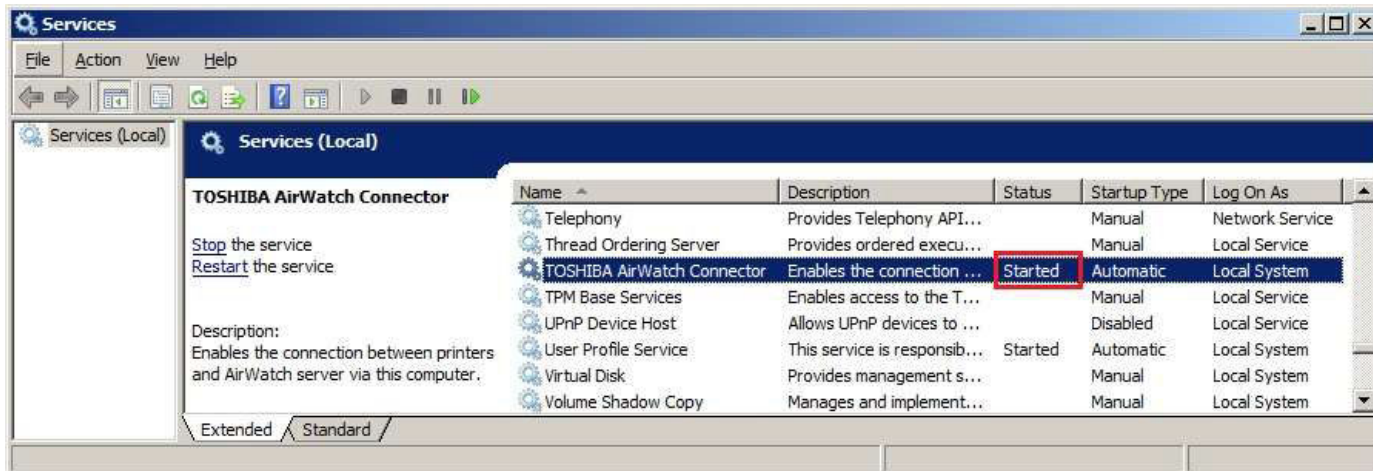 Services
File Action View Help
Services (Local)
Services (Local)
TOSHIBA AirWatch Connector
Stop the service
Restart the service
Description:
Enables the connection between printers
and AirWatch server via this computer.
Name Description Status Startup Type Log On As
Telephony Provides Telephony API... Manual Network Service
Thread Ordering Server Provides ordered execu... Manual Local Service
TOSHIBA AirWatch Connector Enables the connection ... Started Automatic Local System
TPM Base Services Enables access to the T... Manual Local Service
UPnP Device Host Allows UPnP devices to ... Disabled Local Service
User Profile Service This service is responsib... Started Automatic Local System
Virtual Disk Provides management s... Manual Local System
Volume Shadow Copy Manages and implement... Manual Local System
Extended Standard